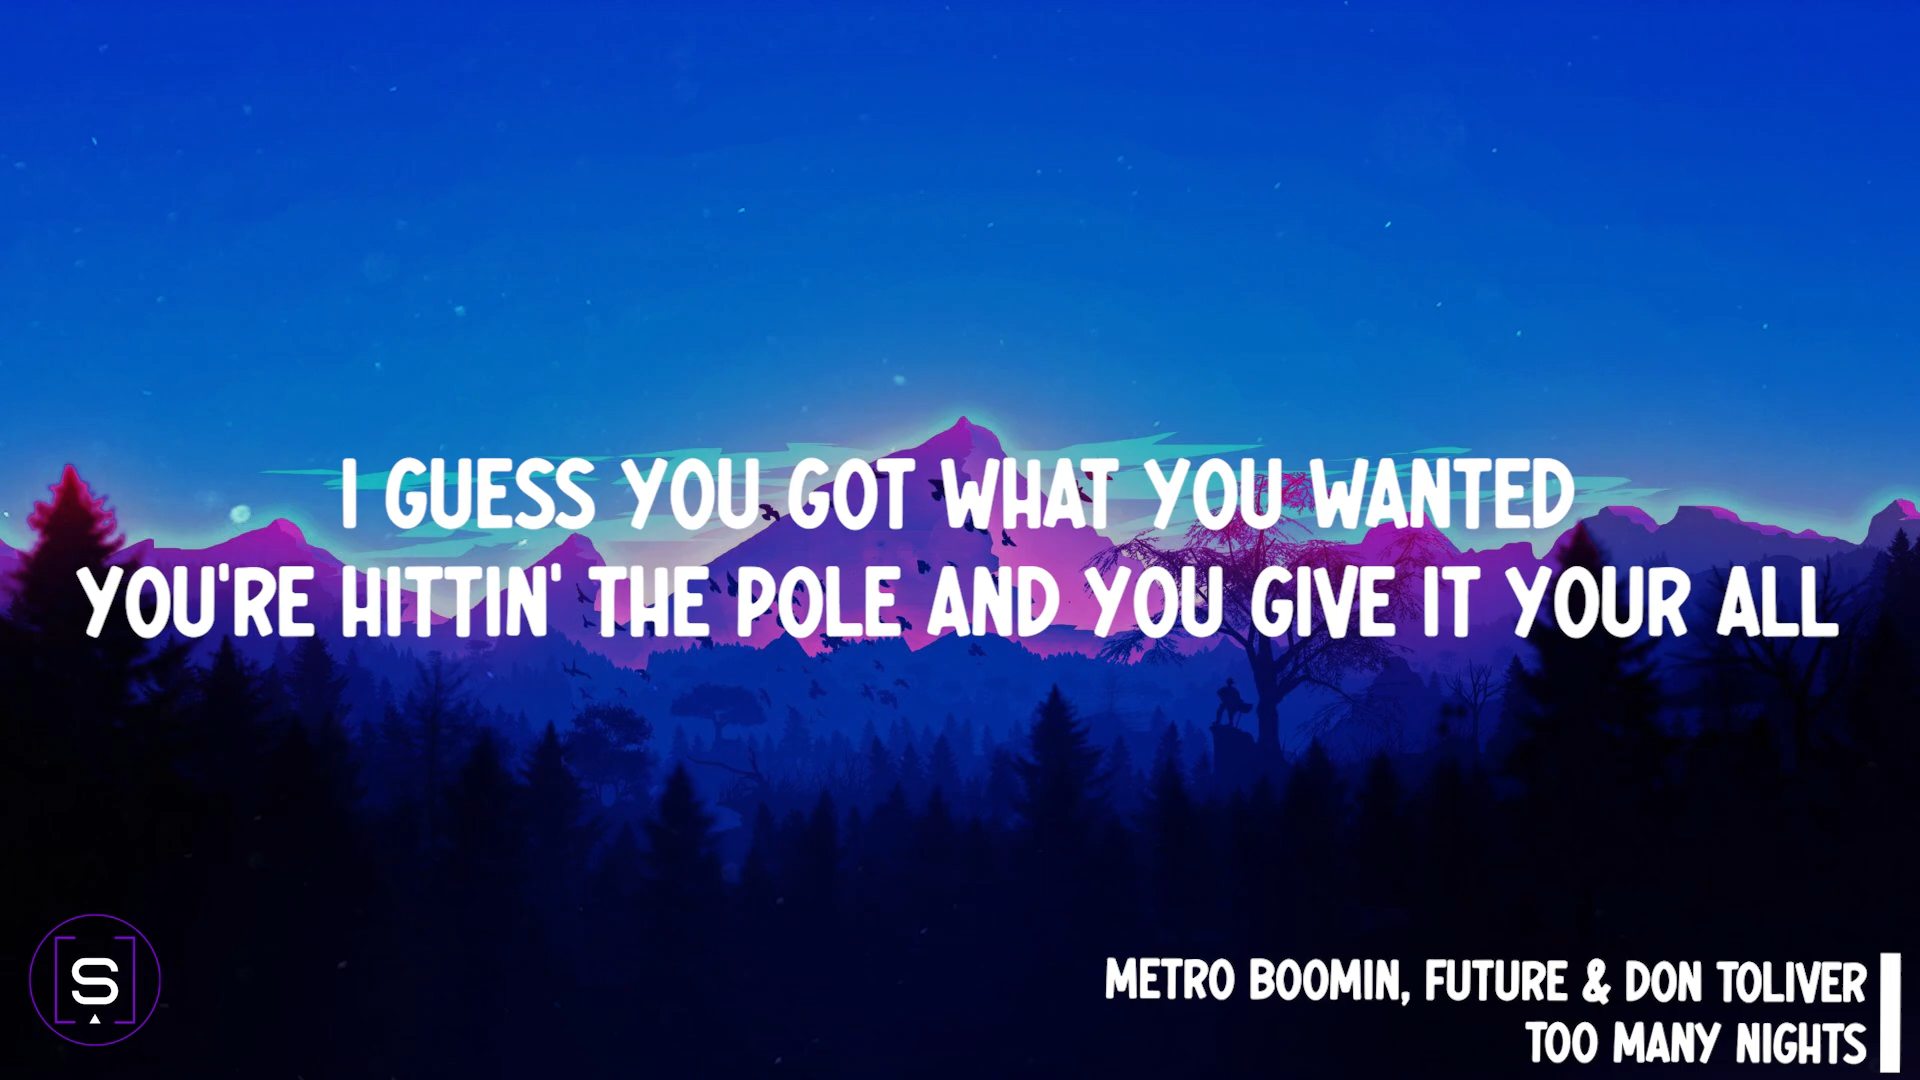 I GUESS YOU GOT WHAT YOU WANTED
YOU'RE HITTIN' THE POLE AND YOU GIVE IT YOUR ALL
S
METRO BOOMIN, FUTURE & DON TOLIVER
TOO MANY NIGHTS